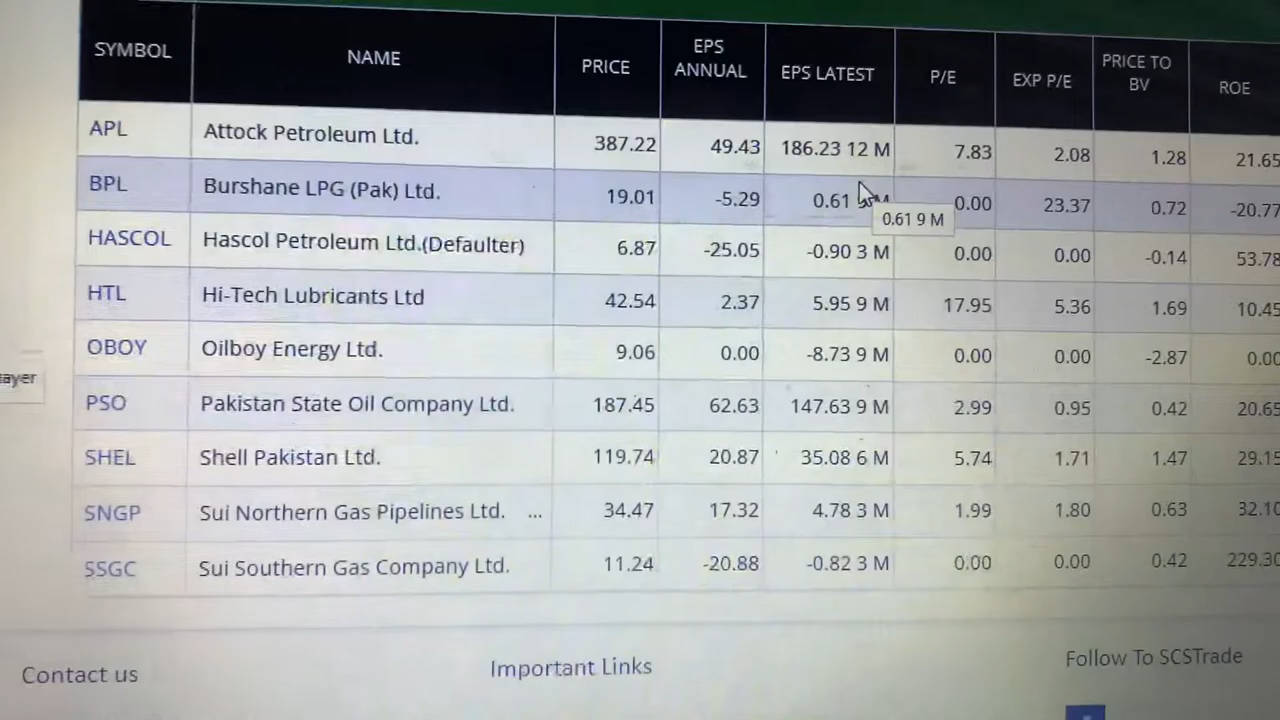 SYMBOL NAME PRICE EPS ANNUAL EPS LATEST P/E EXP P/E PRICE TO BV ROE
APL Attock Petroleum Ltd. 387.22 49.43 186.23 12 M 7.83 2.08 1.28 21.65
BPL Burshane LPG (Pak) Ltd. 19.01 -5.29 0.61 M 0.00 23.37 0.72 -20.77
0.61 9 M
HASCOL Hascol Petroleum Ltd.(Defaulter) 6.87 -25.05 -0.90 3 M 0.00 0.00 -0.14 53.78
HTL Hi-Tech Lubricants Ltd 42.54 2.37 5.95 9 M 17.95 5.36 1.69 10.45
OBOY Oilboy Energy Ltd. 9.06 0.00 -8.73 9 M 0.00 0.00 -2.87 0.00
ayer
PSO Pakistan State Oil Company Ltd. 187.45 62.63 147.63 9 M 2.99 0.95 0.42 20.65
SHEL Shell Pakistan Ltd. 119.74 20.87 35.08 6 M 5.74 1.71 1.47 29.15
SNGP Sui Northern Gas Pipelines Ltd. ... 34.47 17.32 4.78 3 M 1.99 1.80 0.63 32.10
SSGC Sui Southern Gas Company Ltd. 11.24 -20.88 -0.82 3 M 0.00 0.00 0.42 229.30
Contact us Important Links Follow To SCSTrade